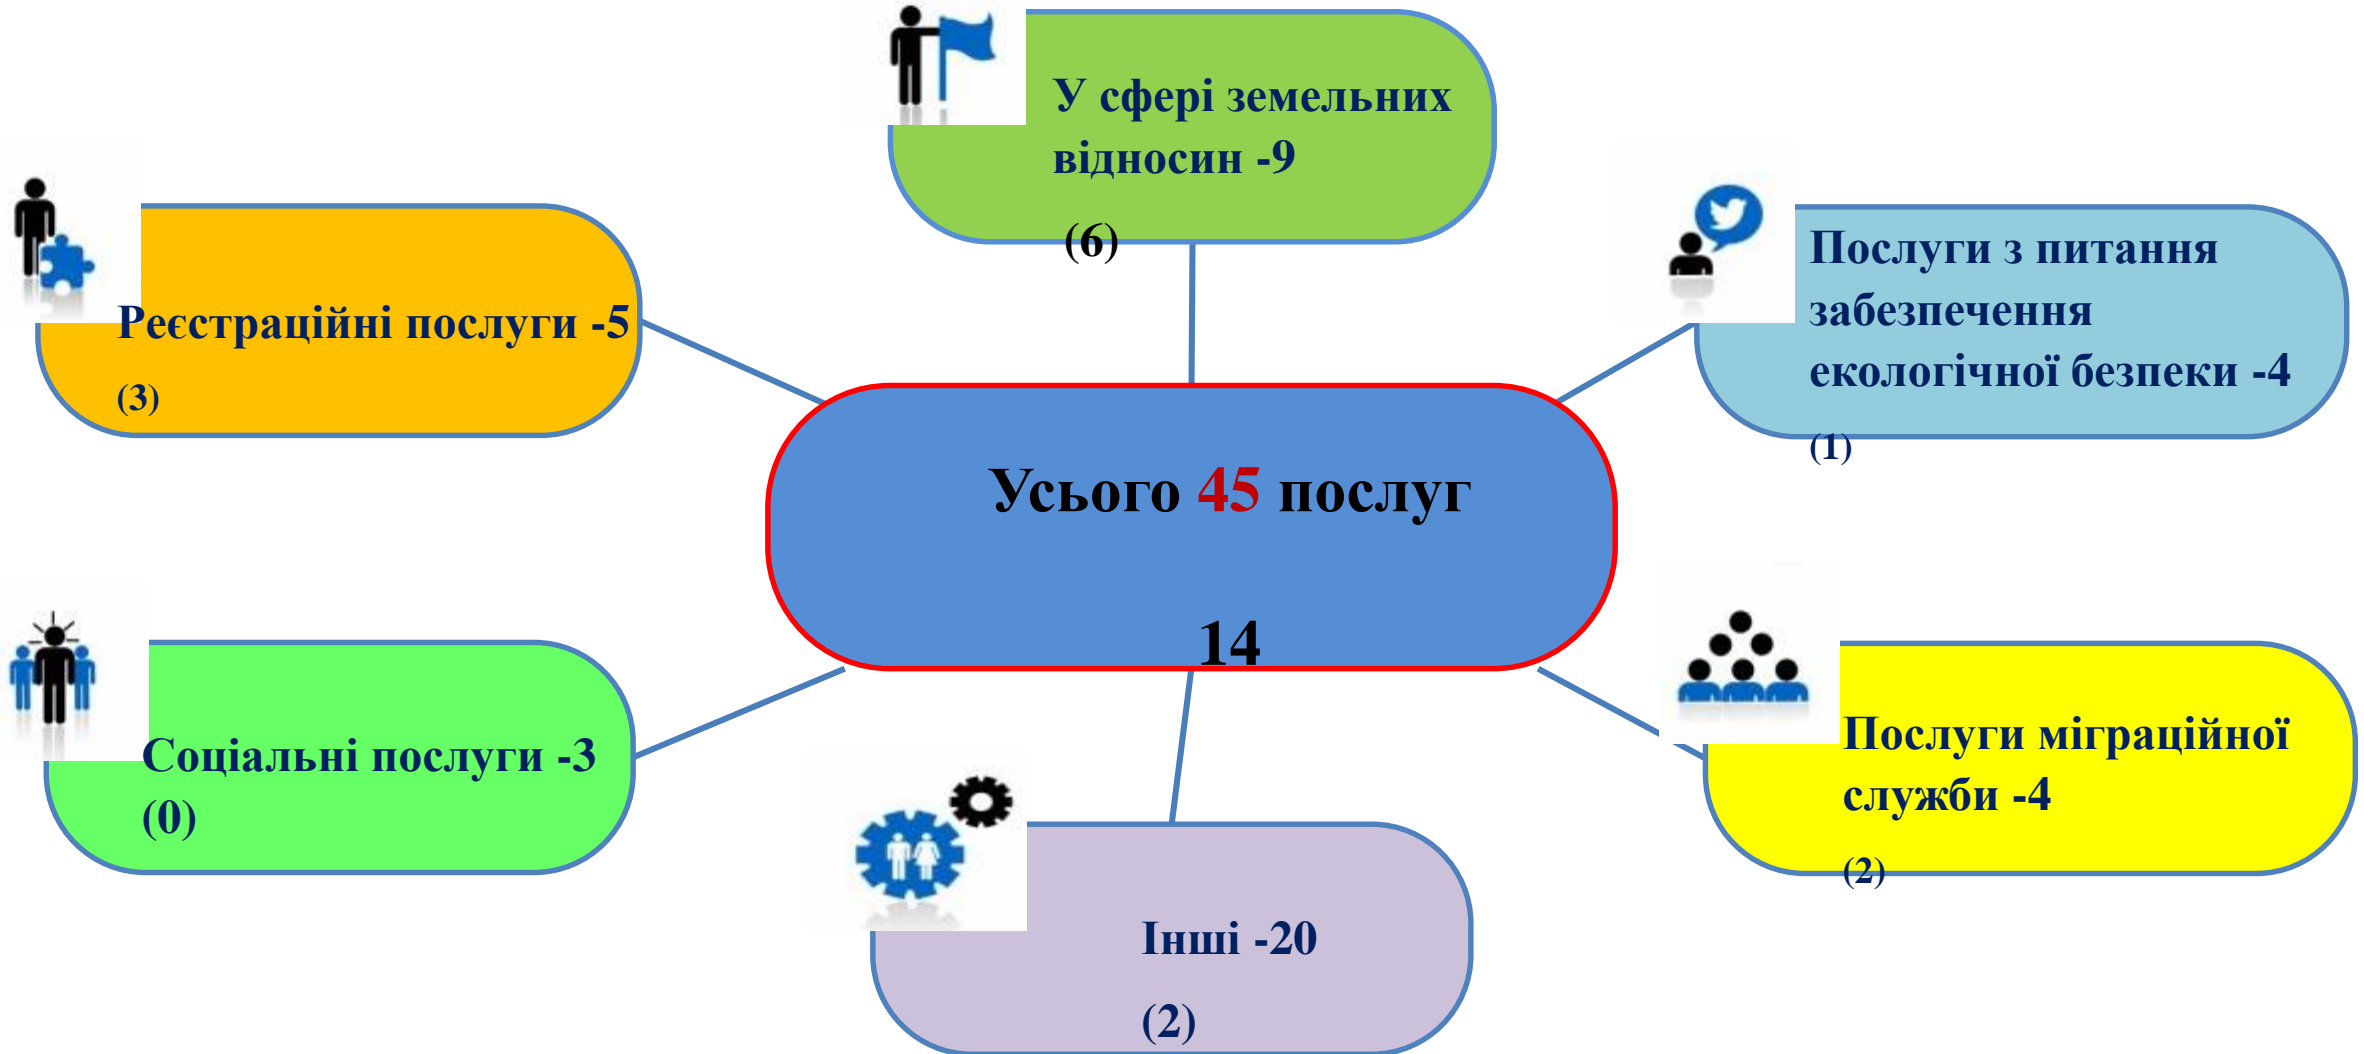 У сфері земельних
відносин -9
(6)
Реєстраційні послуги -5
(3)
Послуги з питання
забезпечення
екологічної безпеки -4
(1)
Усього 45 послуг
14
Соціальні послуги -3
(0)
Послуги міграційної
служби -4
(2)
Інші -20
(2)